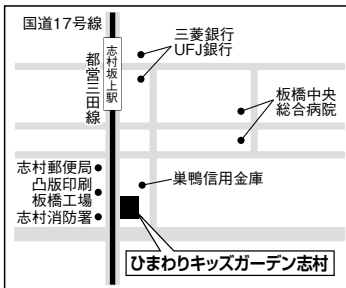 国道17号線
三菱銀行
UFJ銀行
志村坂上駅
都営三田線
板橋中央
総合病院
志村郵便局
凸版印刷
板橋工場
志村消防署
巣鴨信用金庫
ひまわりキッズガーデン志村